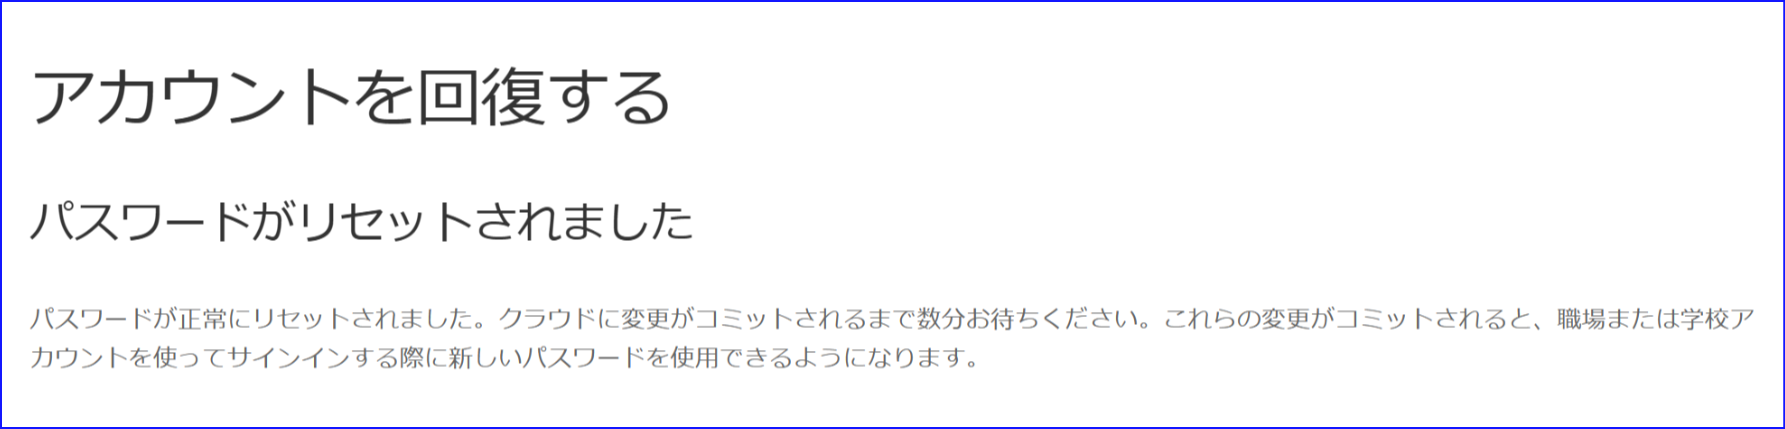 アカウントを回復する
パスワードがリセットされました
パスワードが正常にリセットされました。クラウドに変更がコミットされるまで数分お待ちください。これらの変更がコミットされると、職場または学校ア
カウントを使ってサインインする際に新しいパスワードを使用できるようになります。